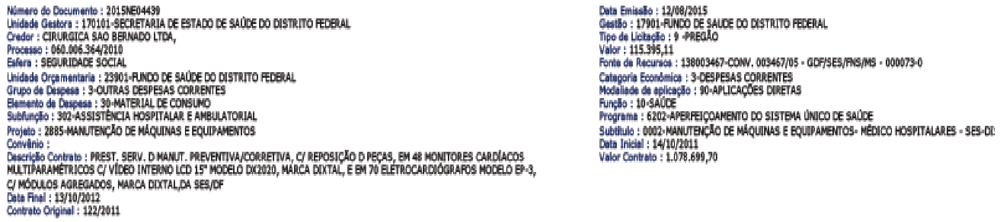 Número do Documento : 2015NE04439
Unidade Gestora : 170101-SECRETARIA DE ESTADO DE SAÚDE DO DISTRITO FEDERAL
Credor : CIRURGICA SAO BERNADO LTDA,
Processo : 060.006.364/2010
Esfera : SEGURIDADE SOCIAL
Unidade Orçamentaria : 23901-FUNDO DE SAÚDE DO DISTRITO FEDERAL
Grupo de Despesa : 3-OUTRAS DESPESAS CORRENTES
Elemento de Despesa : 30-MATERIAL DE CONSUMO
Subfunção : 302-ASSISTÊNCIA HOSPITALAR E AMBULATORIAL
Projeto : 2885-MANUTENÇÃO DE MÁQUINAS E EQUIPAMENTOS
Convênio :
Descrição Contrato : PREST. SERV. D MANUT. PREVENTIVA/CORRETIVA, C/ REPOSIÇÃO D PEÇAS, EM 48 MONITORES CARDÍACOS
MULTIPARAMÉTRICOS C/ VÍDEO INTERNO LCD 15" MODELO DX2020, MARCA DIXTAL, E EM 70 ELETROCARDIÓGRAFOS MODELO EP-3,
C/ MÓDULOS AGREGADOS, MARCA DIXTAL,DA SES/DF
Data Final : 13/10/2012
Contrato Original : 122/2011
Data Emissão : 12/08/2015
Gestão : 17901-FUNDO DE SAUDE DO DISTRITO FEDERAL
Tipo de Licitação : 9 -PREGÃO
Valor : 115.395,11
Fonte de Recursos : 138003467-CONV. 003467/05 - GDF/SES/FNS/MS - 000073-0
Categoria Econômica : 3-DESPESAS CORRENTES
Modaliade de aplicação : 90-APLICAÇÕES DIRETAS
Função : 10-SAÚDE
Programa : 6202-APERFEIÇOAMENTO DO SISTEMA ÚNICO DE SAÚDE
Subtítulo : 0002-MANUTENÇÃO DE MÁQUINAS E EQUIPAMENTOS- MÉDICO HOSPITALARES - SES-DI
Data Inicial : 14/10/2011
Valor Contrato : 1.078.699,70